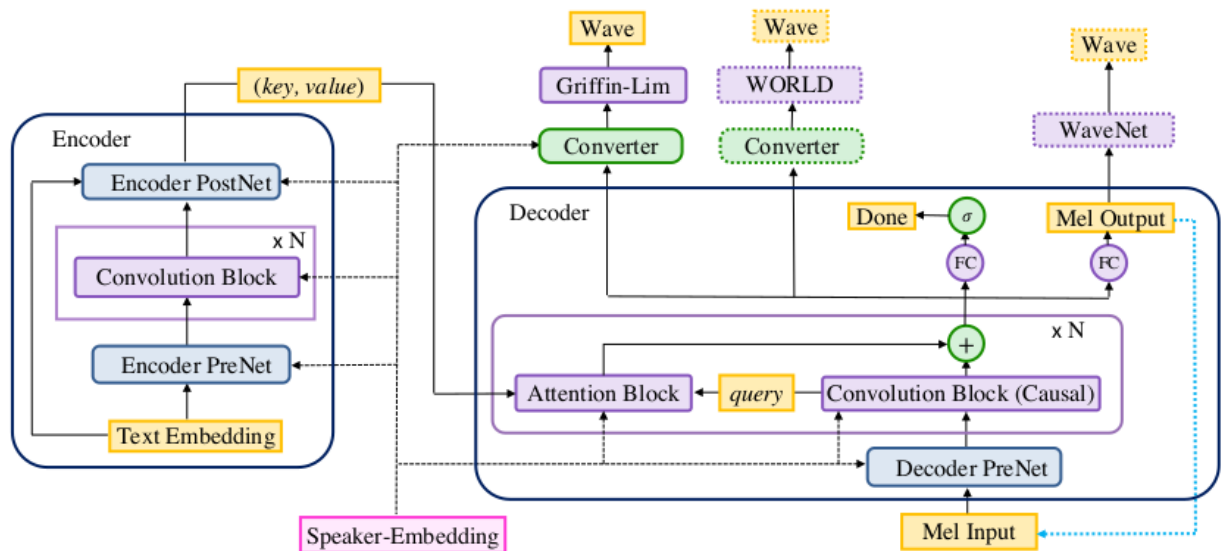 Wave
Wave
Wave
(key, value)
Griffin-Lim
WORLD
WaveNet
Encoder
Converter
Converter
Encoder PostNet
Decoder
Done
σ
Mel Output
x N
Convolution Block
FC
FC
x N
Encoder PreNet
+
Attention Block
query
Convolution Block (Causal)
Text Embedding
Decoder PreNet
Speaker-Embedding
Mel Input